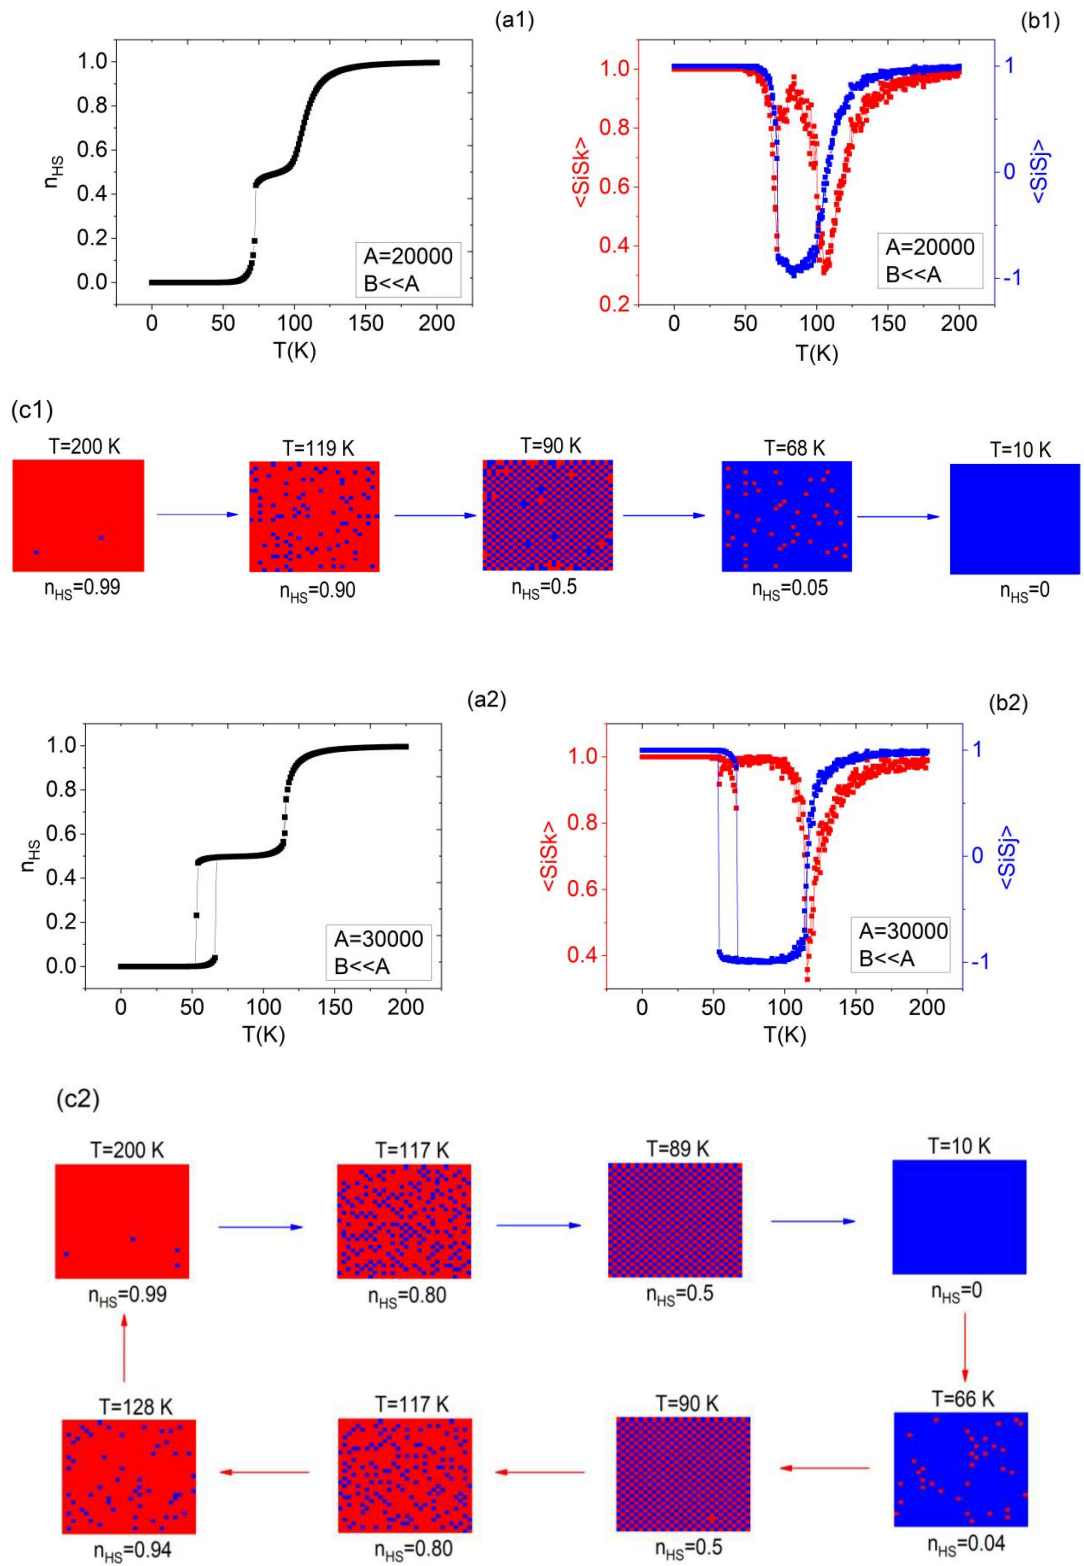 (a1)
1.0
0.8
0.6
0.4
0.2
0.0
nHS
A=20000
B<<A
0 50 100 150 200
T(K)
(b1)
1.0
0.8
0.6
0.4
0.2
<SiSk>
1
0
-1
<SiSj>
A=20000
B<<A
0 50 100 150 200
T(K)
(c1)
T=200 K T=119 K T=90 K T=68 K T=10 K
nHS=0.99 nHS=0.90 nHS=0.5 nHS=0.05 nHS=0
(a2)
1.0
0.8
0.6
0.4
0.2
0.0
nHS
A=30000
B<<A
0 50 100 150 200
T(K)
(b2)
1.0
0.8
0.6
0.4
<SiSk>
1
0
-1
<SiSj>
A=30000
B<<A
0 50 100 150 200
T(K)
(c2)
T=200 K T=117 K T=89 K T=10 K
nHS=0.99 nHS=0.80 nHS=0.5 nHS=0
T=128 K T=117 K T=90 K T=66 K
nHS=0.94 nHS=0.80 nHS=0.5 nHS=0.04